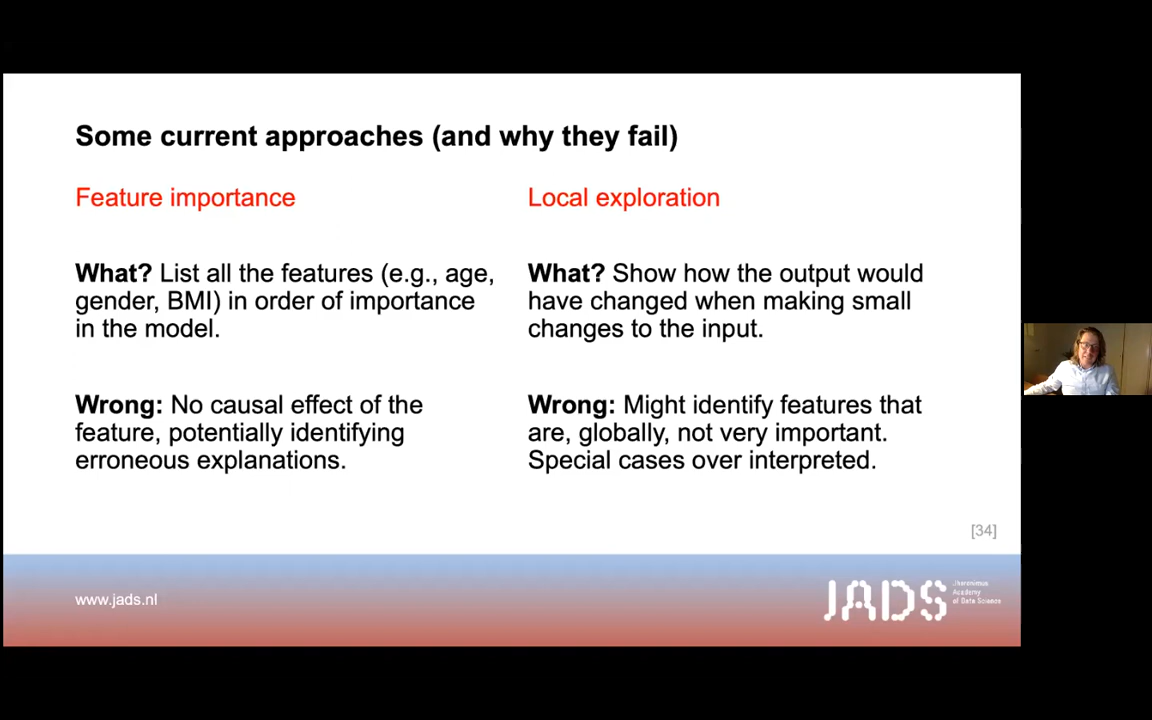 Some current approaches (and why they fail)
Feature importance
What? List all the features (e.g., age,
gender, BMI) in order of importance
in the model.
Wrong: No causal effect of the
feature, potentially identifying
erroneous explanations.
Local exploration
What? Show how the output would
have changed when making small
changes to the input.
Wrong: Might identify features that
are, globally, not very important.
Special cases over interpreted.
[34]
www.jads.nl
JADS
Jheronimus
Academy
of Data Science